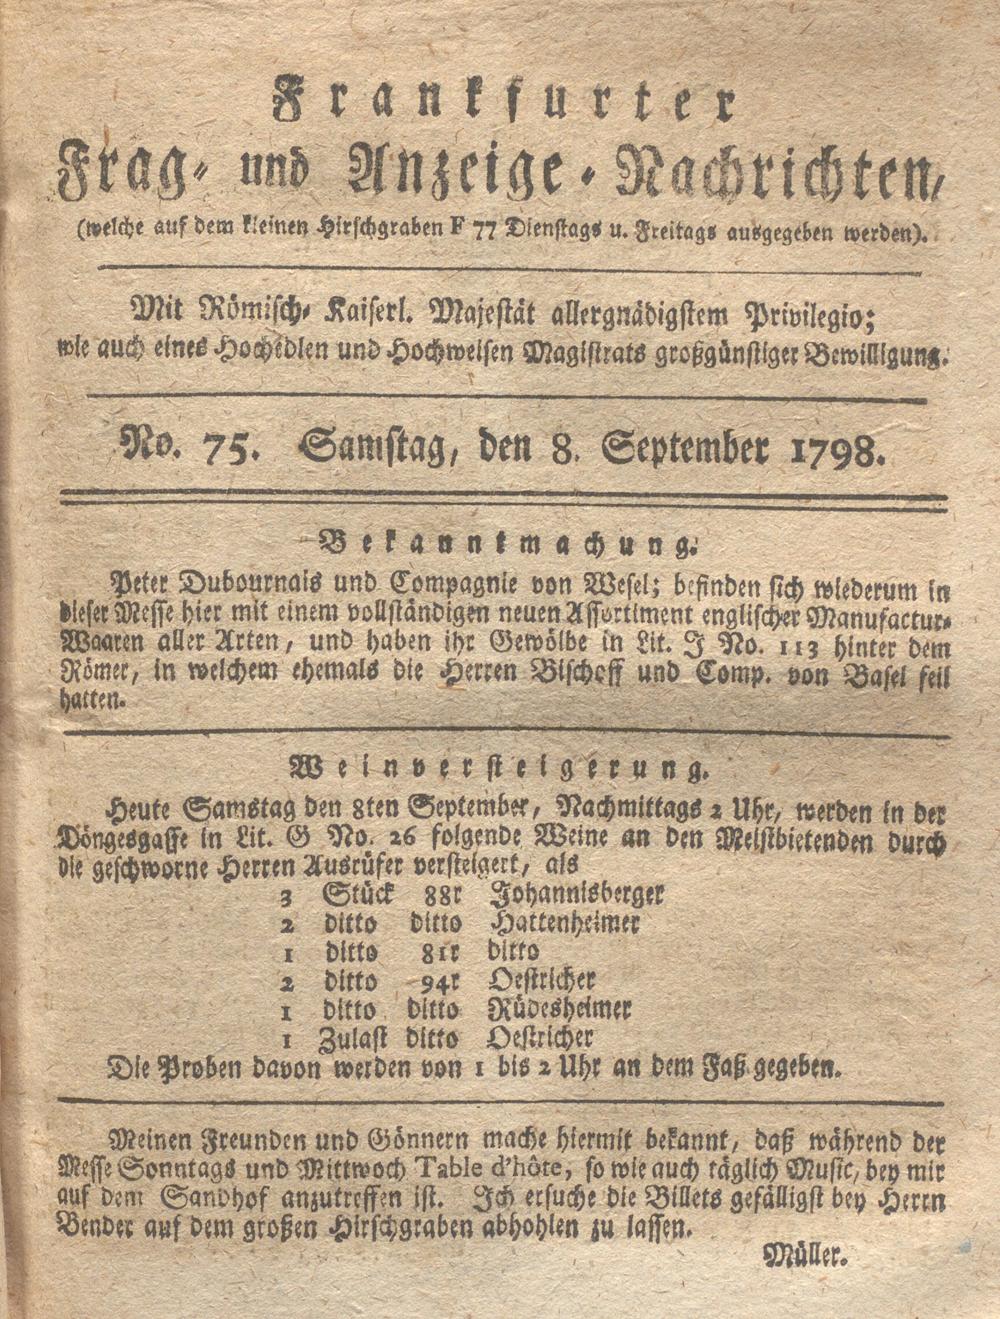 Frankfurter
Frag- und Anzeige-Nachrichten,
(welche auf dem kleinen Hirschgraben F 77 Dienstags u. Freitags ausgegeben werden).
Mit Römisch- Kaiserl. Majestät allergnädigstem Privilegio;
wie auch eines Hochedlen und Hochweisen Magistrats großgünstiger Bewilligung.
No. 75. Samstag, den 8. September 1798.
Bekanntmachung.
Peter Dubournais und Compagnie von Wesel; befinden sich wiederum in
dieser Messe hier mit einem vollständigen neuen Assortiment englischer Manufactur-
Waaren aller Arten, und haben ihr Gewölbe in Lit. J No. 113 hinter dem
Römer, in welchem ehemals die Herren Bischoff und Comp. von Basel feil
hatten.
Weinversteigerung.
Heute Samstag den 8ten September, Nachmittags 2 Uhr, werden in der
Döngesgasse in Lit. G No. 26 folgende Weine an den Meistbietenden durch
die geschworne Herren Ausrüfer versteigert, als
3 Stück 88r Johannisberger
2 ditto ditto Hattenheimer
1 ditto 81r ditto
2 ditto 94r Oestricher
1 ditto ditto Rüdesheimer
1 Zulast ditto Oestricher
Die Proben davon werden von 1 bis 2 Uhr an dem Faß gegeben.
Meinen Freunden und Gönnern mache hiermit bekannt, daß während der
Messe Sonntags und Mittwoch Table d'hôte, so wie auch täglich Music, bey mir
auf dem Sandhof anzutreffen ist. Ich ersuche die Billets gefälligst bey Herrn
Bender auf dem großen Hirschgraben abhohlen zu lassen.
Müller.